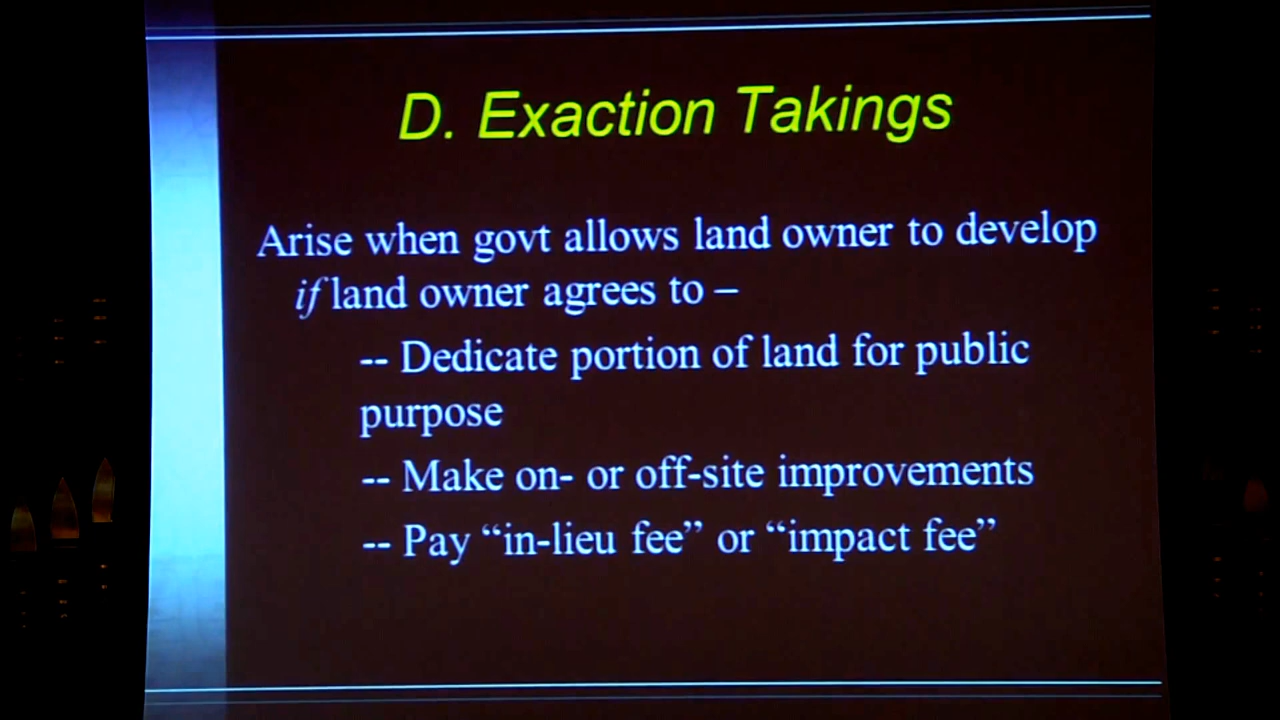 D. Exaction Takings
Arise when govt allows land owner to develop
if land owner agrees to –
-- Dedicate portion of land for public
purpose
-- Make on- or off-site improvements
-- Pay “in-lieu fee” or “impact fee”